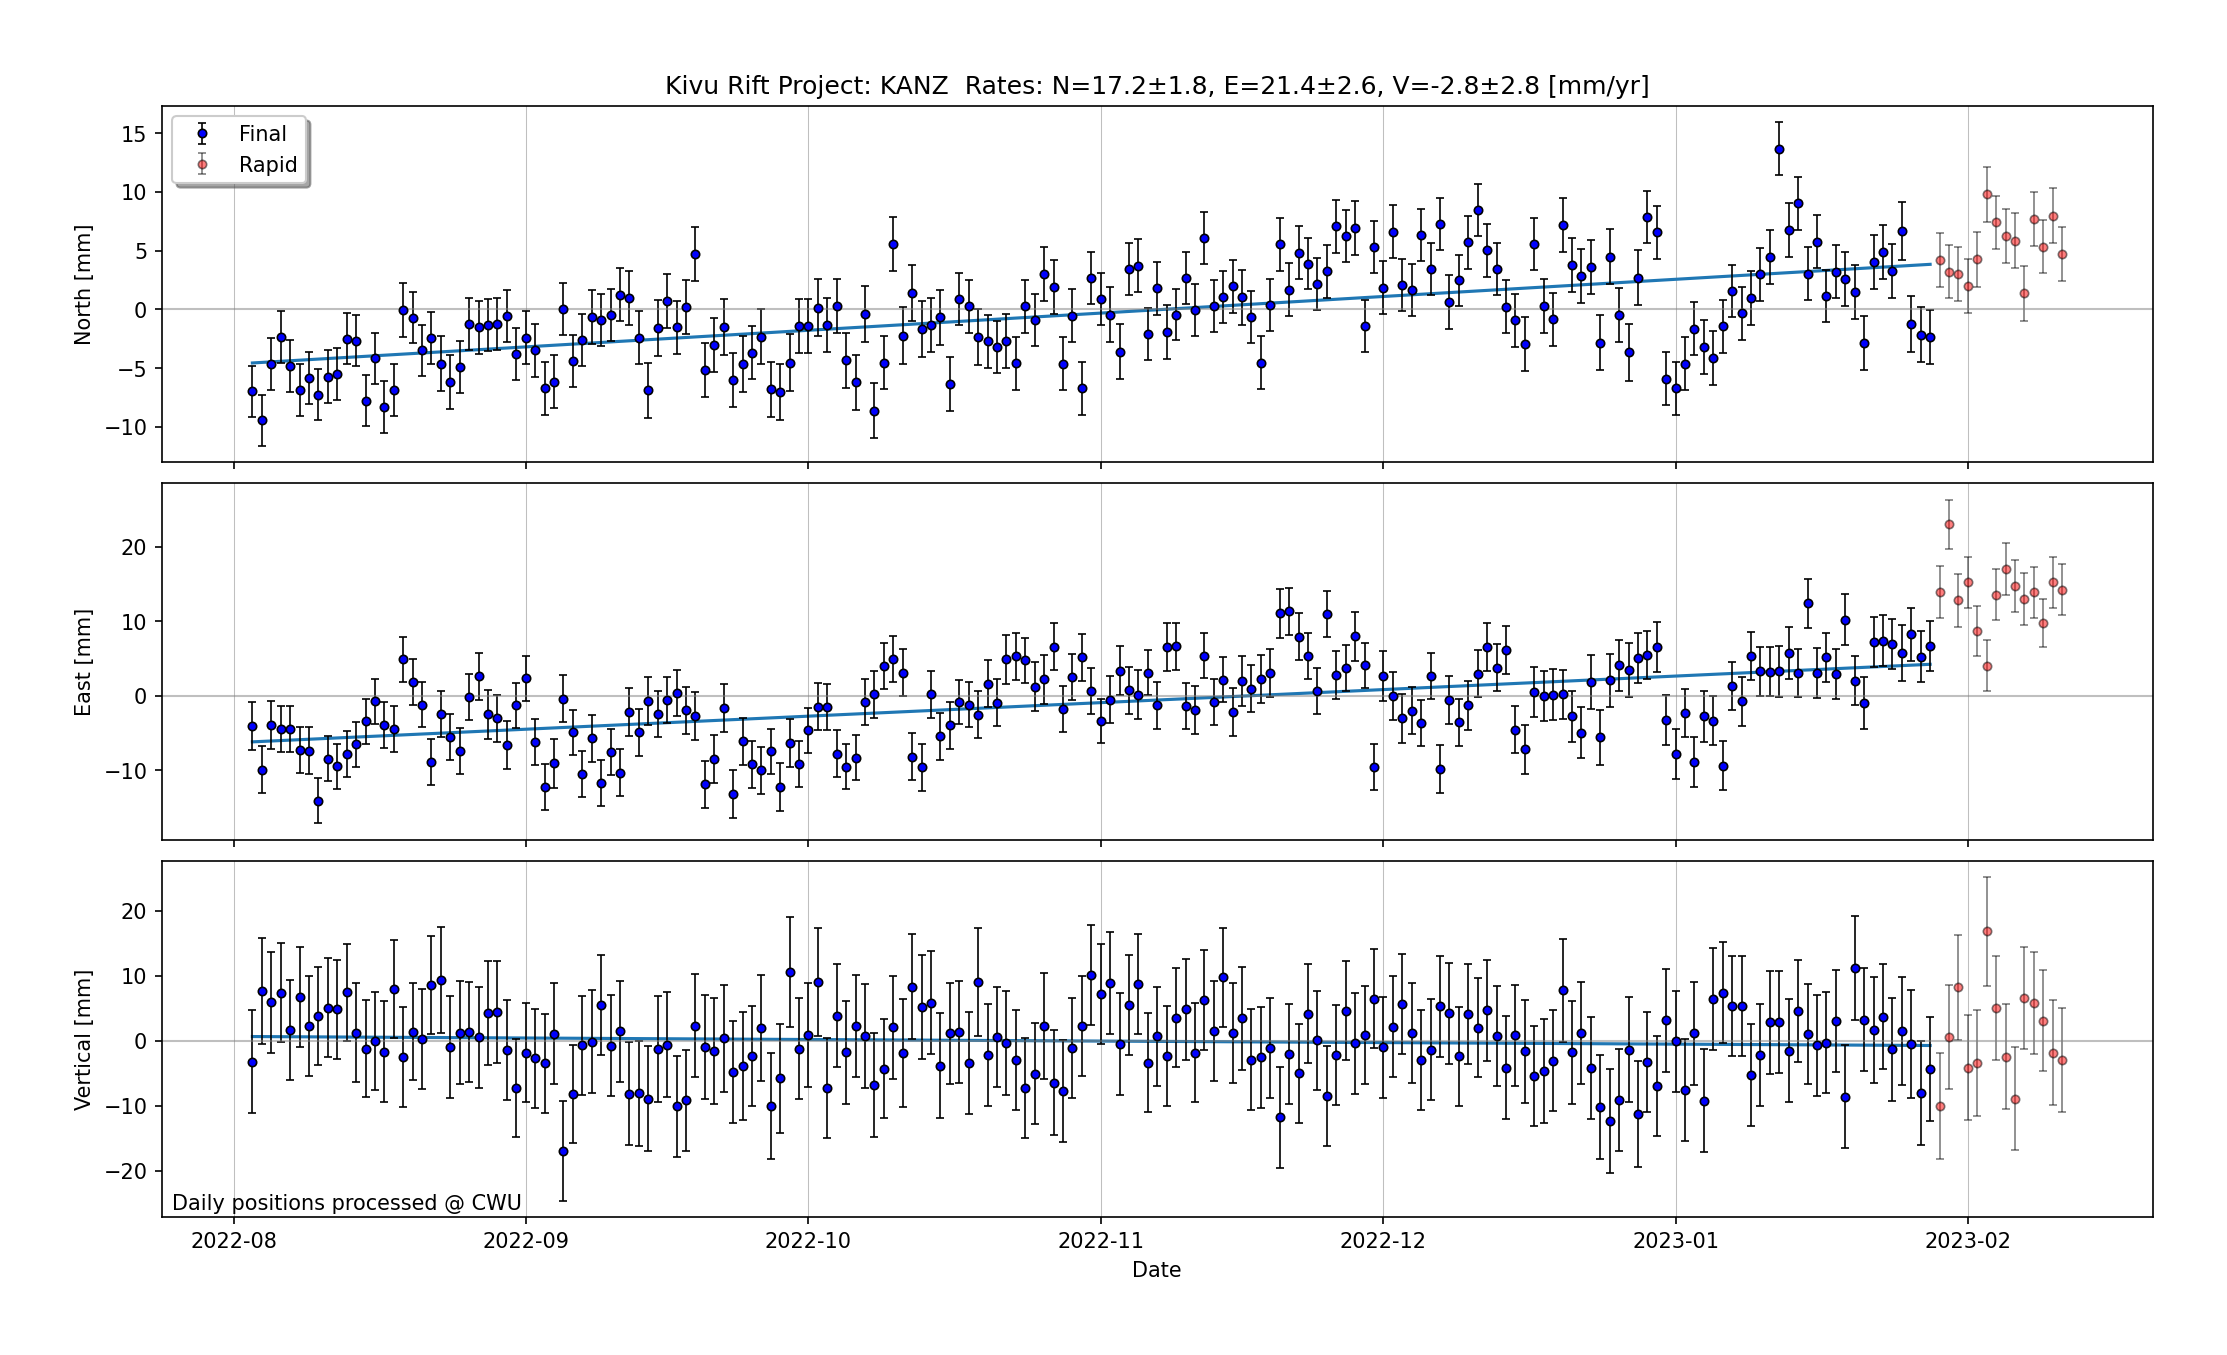 Kivu Rift Project: KANZ  Rates: N=17.2±1.8, E=21.4±2.6, V=-2.8±2.8 [mm/yr]
Final
Rapid
North [mm]
15
10
5
0
−5
−10
East [mm]
20
10
0
−10
Vertical [mm]
20
10
0
−10
−20
Daily positions processed @ CWU
2022-08 2022-09 2022-10 2022-11 2022-12 2023-01 2023-02
Date